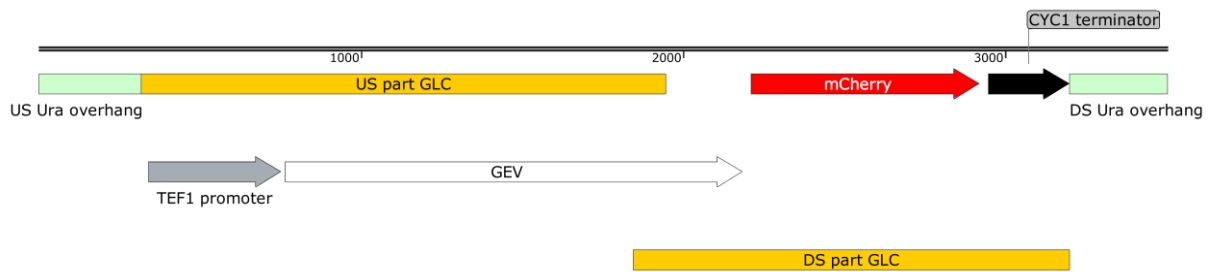 CYC1 terminator
1000 2000 3000
US part GLC mCherry
US Ura overhang DS Ura overhang
GEV
TEF1 promoter
DS part GLC